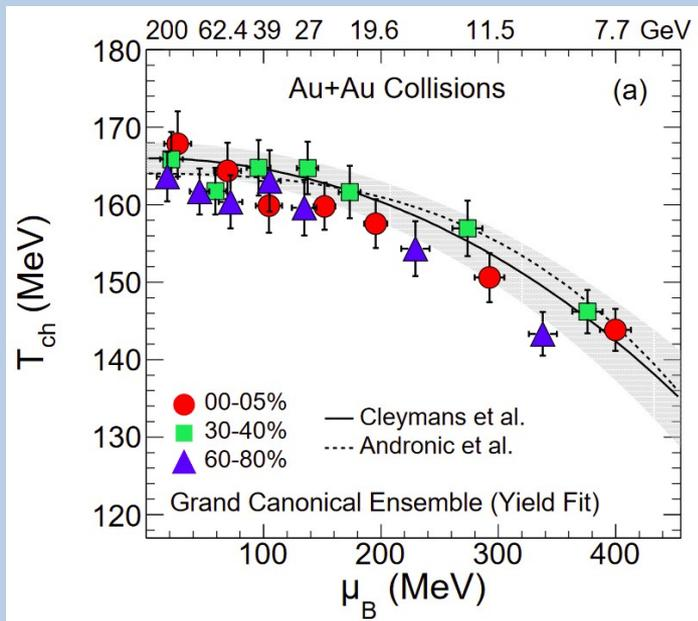 200 62.4 39 27 19.6 11.5 7.7 GeV
180
Au+Au Collisions (a)
170
160
150
140
130
120
T_ch (MeV)
00-05%
30-40%
60-80%
Cleymans et al.
Andronic et al.
Grand Canonical Ensemble (Yield Fit)
100 200 300 400
μ_B (MeV)